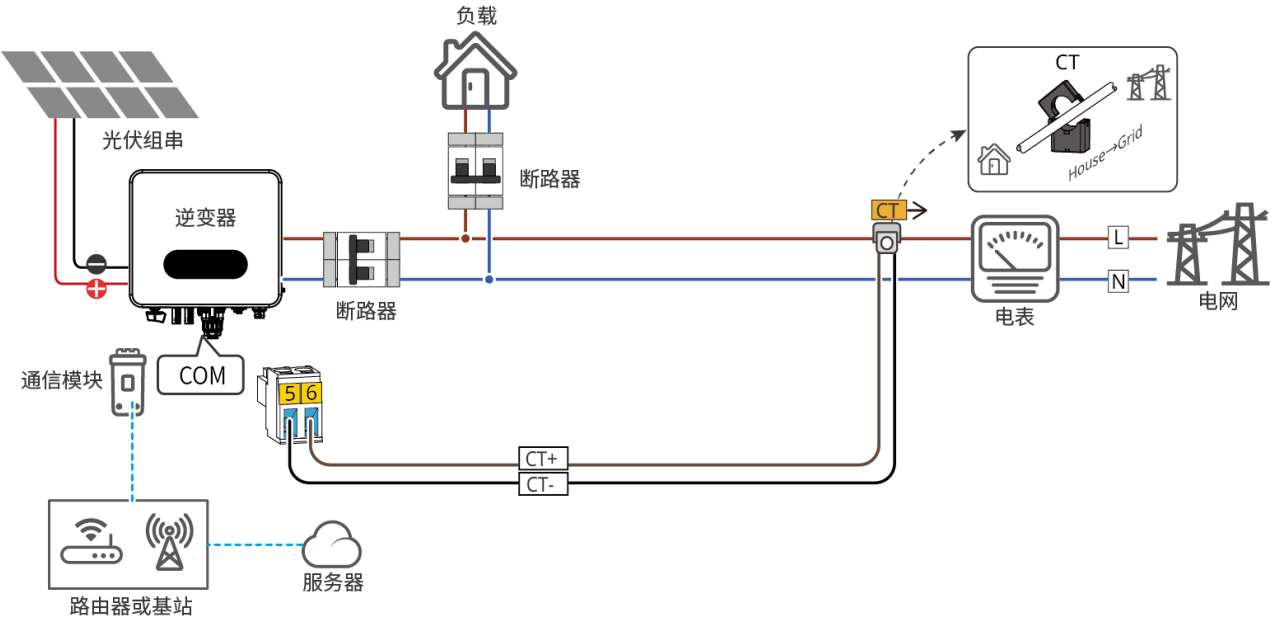 负载
CT
光伏组串
House→Grid
断路器
逆变器
CT
L
N
断路器
电表
电网
通信模块
COM
5 6
CT+
CT-
服务器
路由器或基站